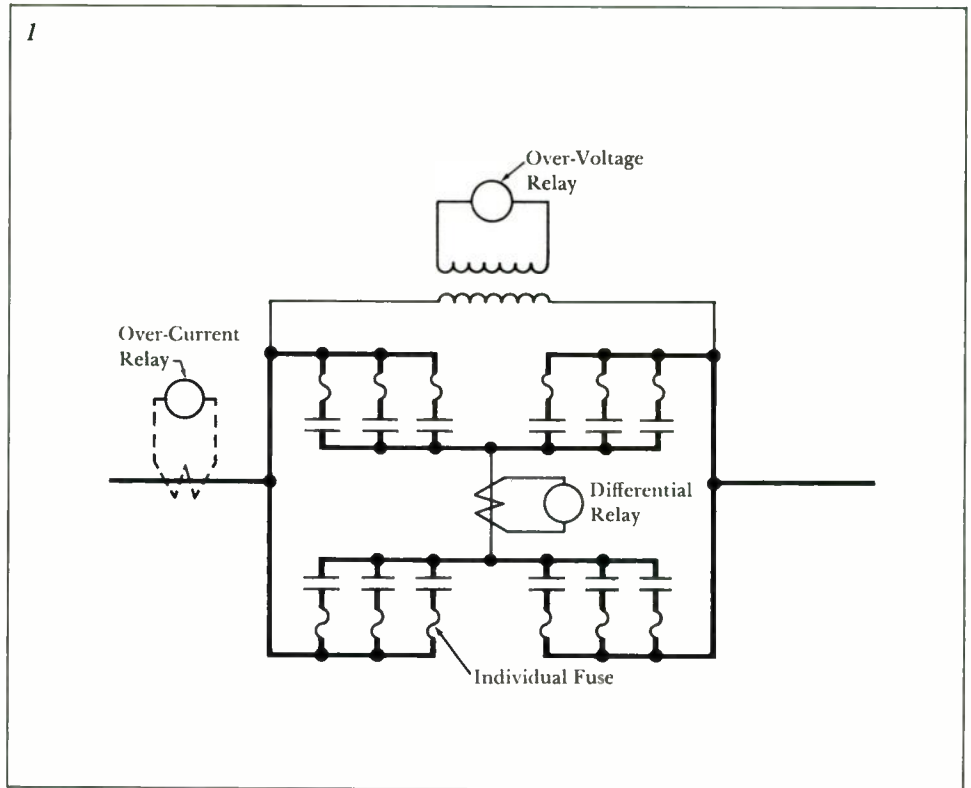 1
Over-Voltage
Relay
Over-Current
Relay
Differential
Relay
Individual Fuse